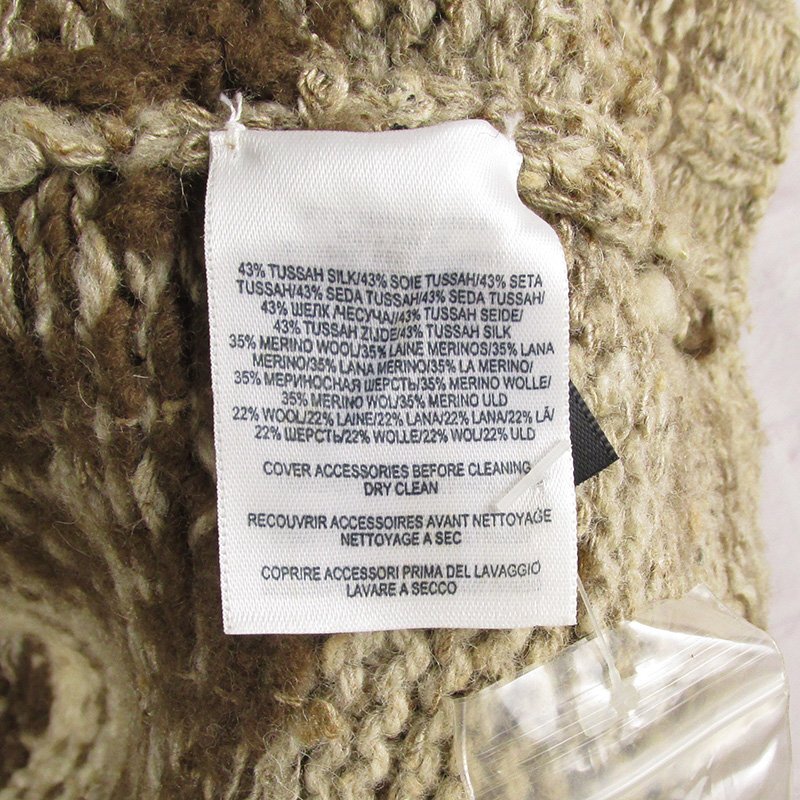 43% TUSSAH SILK/43% SOIE TUSSAH/43% SETA
TUSSAH/43% SEDA TUSSAH/43% SEDA TUSSAH/
43% ШЕЛК /ЧЕСУЧА/43% TUSSAH SEIDE/
43% TUSSAH ZIJDE/43% TUSSAH SILK
35% MERINO WOOL/35% LAINE MERINOS/35% LANA
MERINO/35% LANA MERINO/35% LA MERINO/
35% МЕРИНОСНАЯ ШЕРСТЬ/35% MERINO WOLLE/
35% MERINO WOL/35% MERINO ULD
22% WOOL/22% LAINE/22% LANA/22% LANA/22% LÃ/
22% ШЕРСТЬ/22% WOLLE/22% WOL/22% ULD
COVER ACCESSORIES BEFORE CLEANING
DRY CLEAN
RECOUVRIR ACCESSOIRES AVANT NETTOYAGE
NETTOYAGE A SEC
COPRIRE ACCESSORI PRIMA DEL LAVAGGIO
LAVARE A SECCO